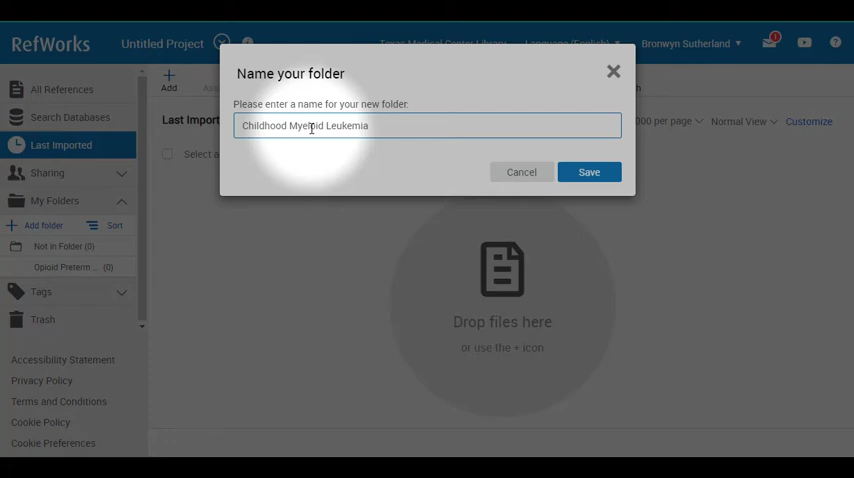 RefWorks
Untitled Project
Texas Medical Center Library
Language (English)
Bronwyn Sutherland
1
All References
Search Databases
Last Imported
Sharing
My Folders
Add folder
Sort
Not In Folder (0)
Opioid Preterm ... (0)
Tags
Trash
Accessibility Statement
Privacy Policy
Terms and Conditions
Cookie Policy
Cookie Preferences
Add
Last Import
Select a
per page
Normal View
Customize
Name your folder
Please enter a name for your new folder:
Childhood Myeloid Leukemia
Cancel
Save
Drop files here
or use the + icon